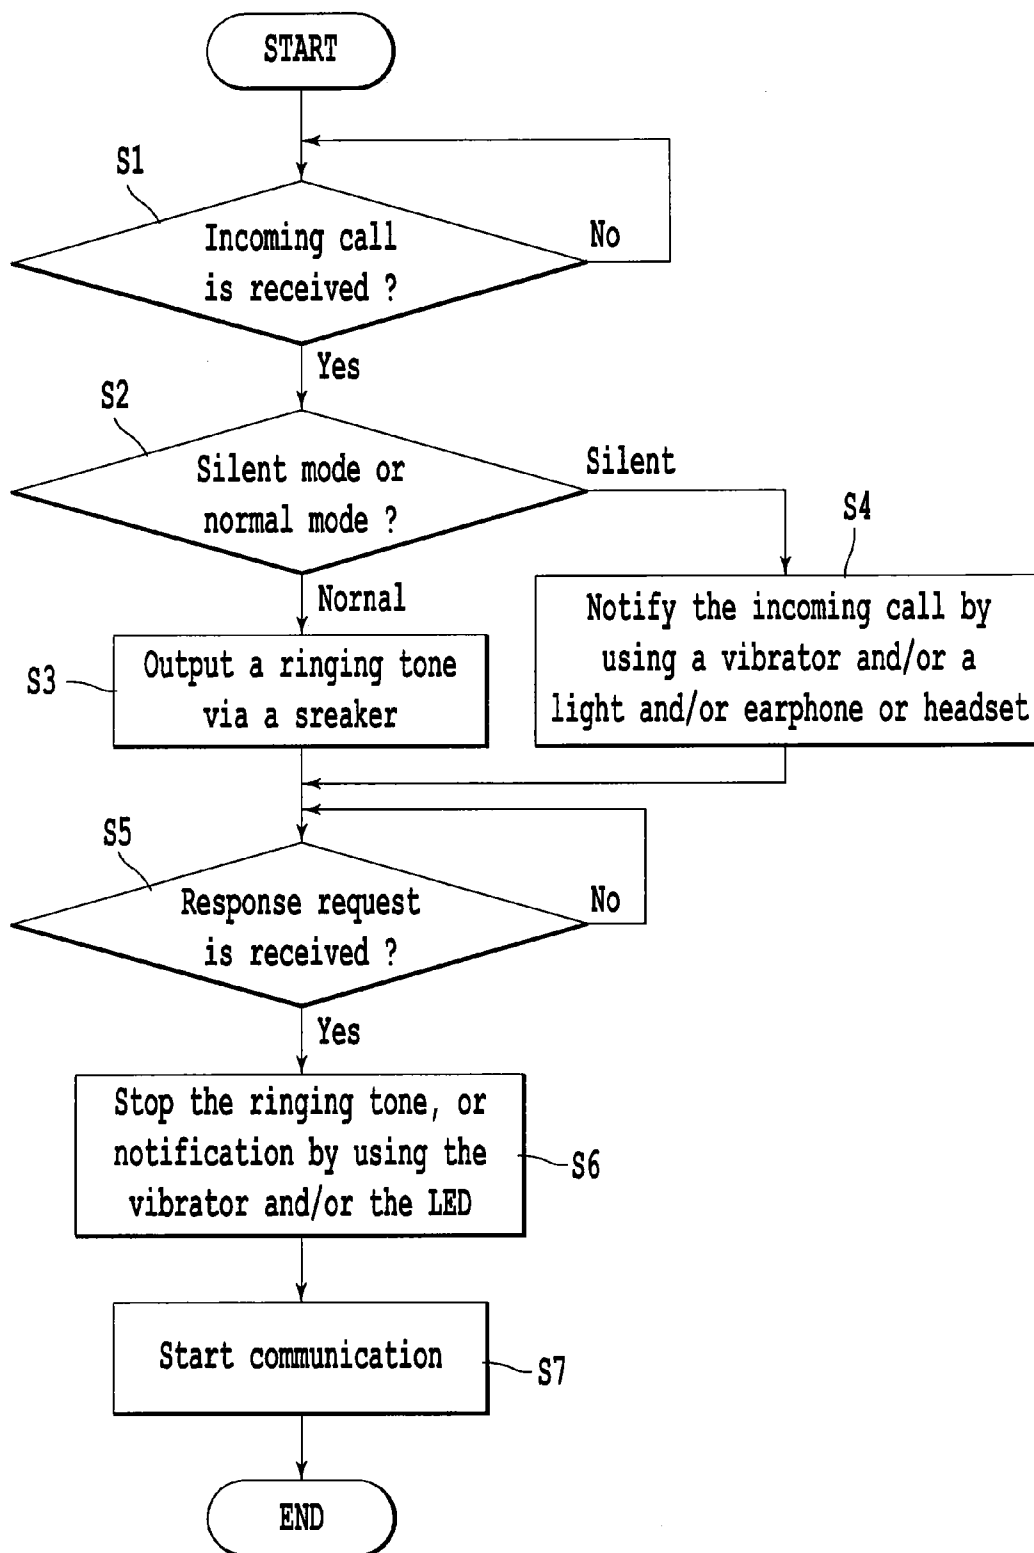 START
S1
Incoming call
is received ?
No
Yes
S2
Silent mode or
normal mode ?
Silent
S4
Nornal
Notify the incoming call by
using a vibrator and/or a
light and/or earphone or headset
S3
Output a ringing tone
via a sreaker
S5
Response request
is received ?
No
Yes
Stop the ringing tone, or
notification by using the
vibrator and/or the LED
S6
Start communication
S7
END